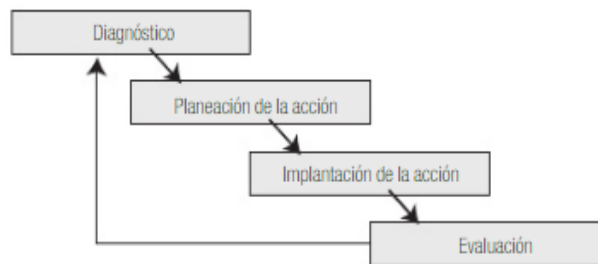 Diagnóstico
Planeación de la acción
Implantación de la acción
Evaluación